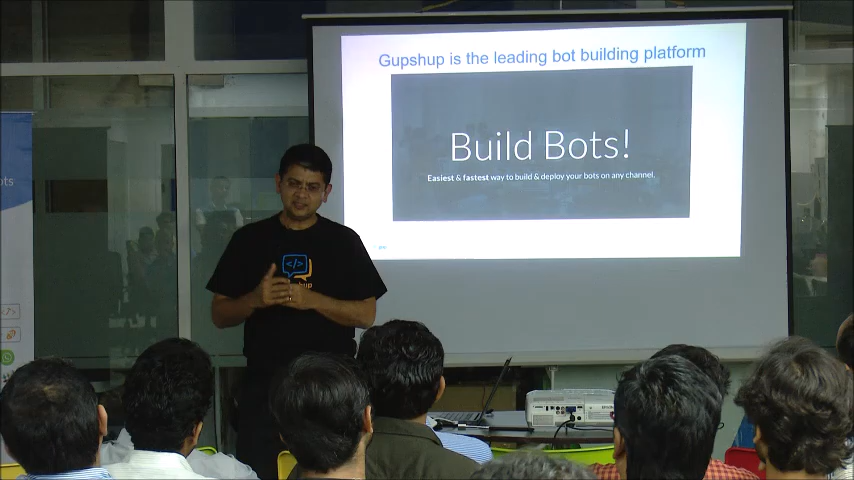 Gupshup is the leading bot building platform
Build Bots!
Easiest & fastest way to build & deploy your bots on any channel.
</>